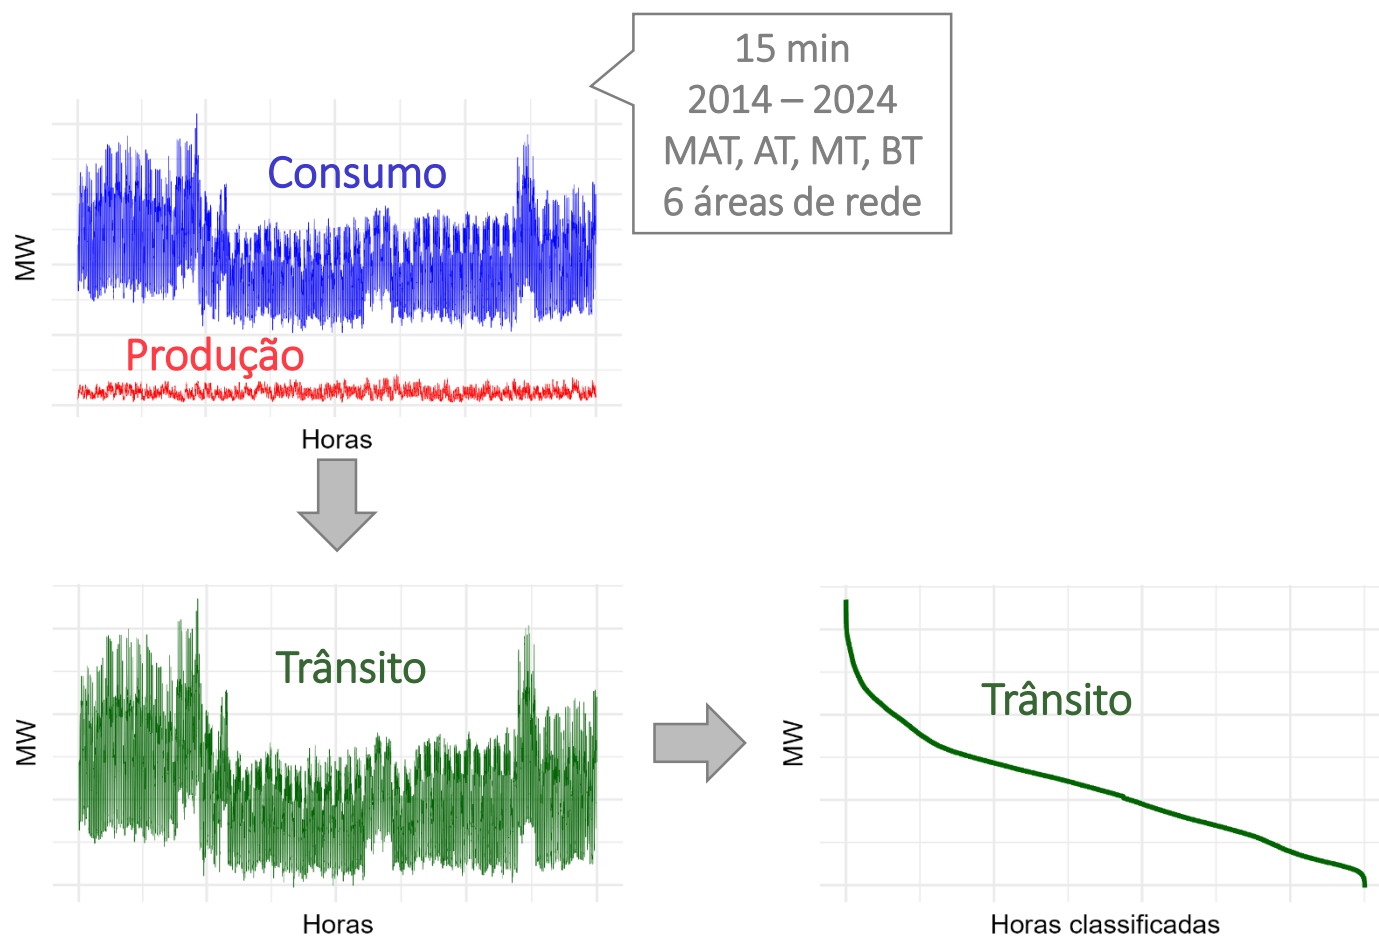 15 min
2014 – 2024
MAT, AT, MT, BT
6 áreas de rede
Consumo
MW
Produção
Horas
Trânsito
MW
Horas
Trânsito
MW
Horas classificadas